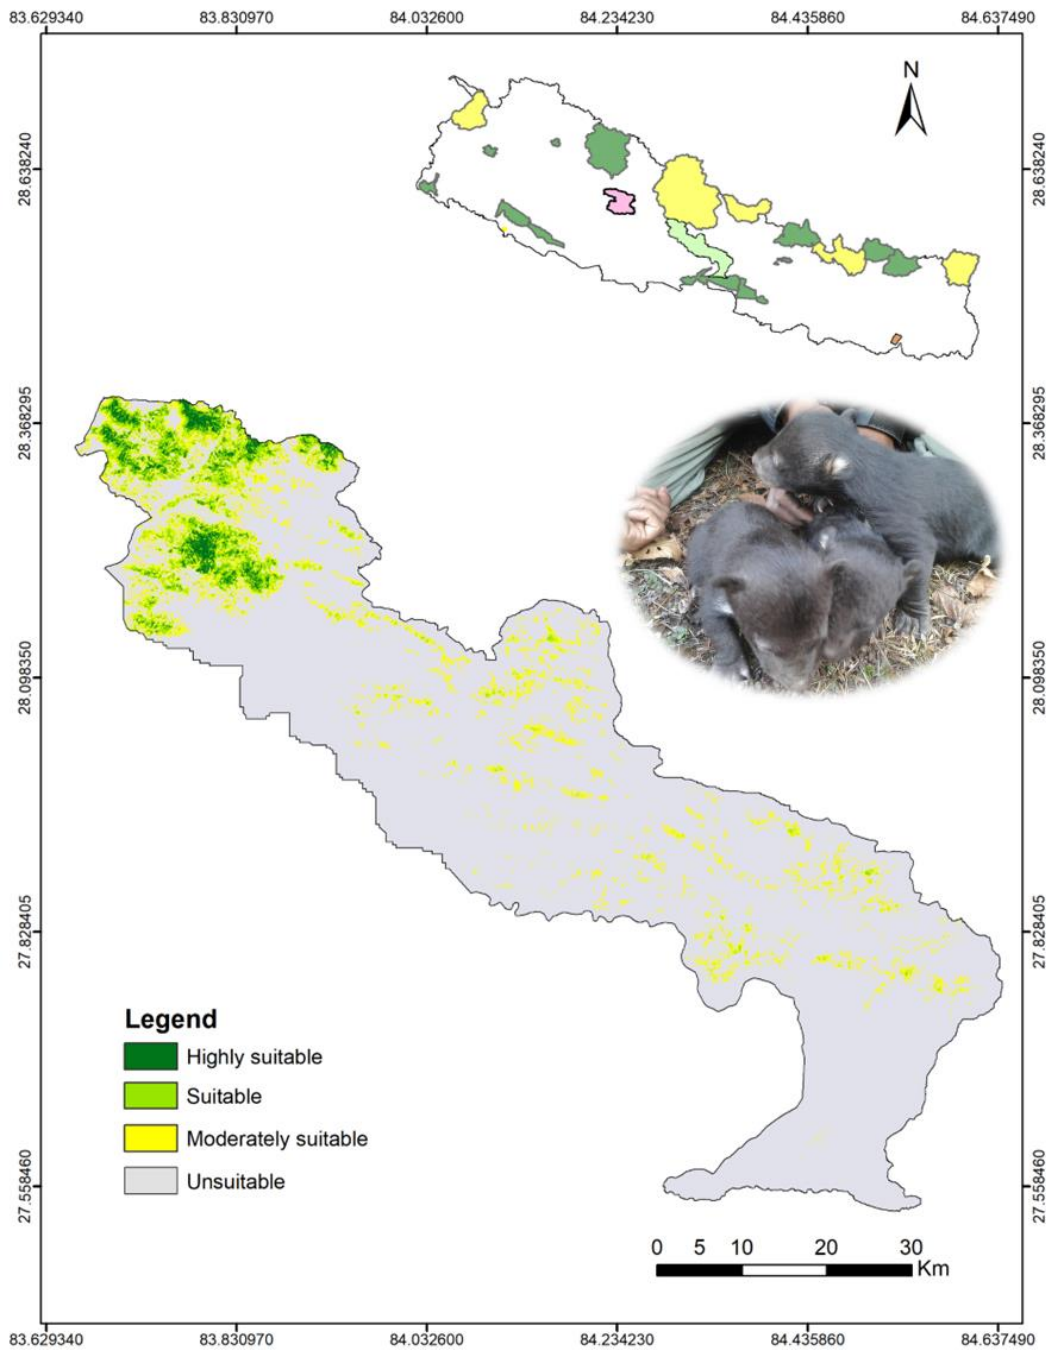 83.629340 83.830970 84.032600 84.234230 84.435860 84.637490
N
28.638240 28.638240
28.368295 28.368295
28.098350 28.098350
27.828405 27.828405
Legend
Highly suitable
Suitable
Moderately suitable
Unsuitable
27.558460 27.558460
0 5 10 20 30
Km
83.629340 83.830970 84.032600 84.234230 84.435860 84.637490